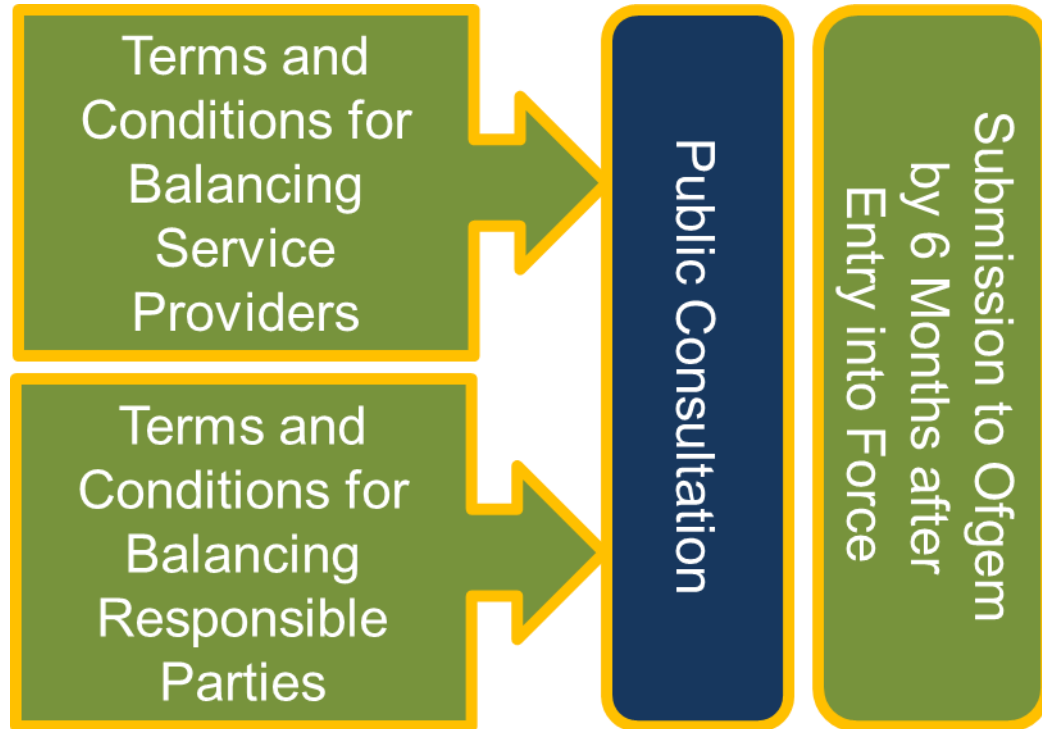 Terms and
Conditions for
Balancing
Service
Providers
Terms and
Conditions for
Balancing
Responsible
Parties
Public Consultation
Submission to Ofgem
by 6 Months after
Entry into Force